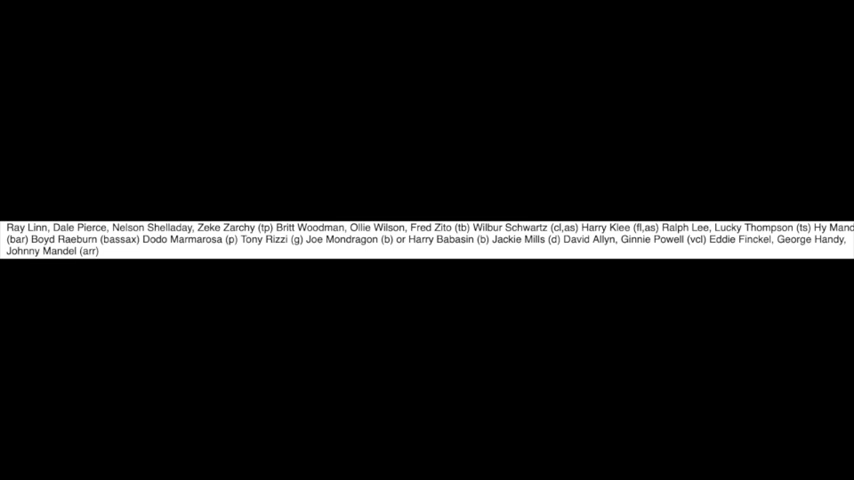 Ray Linn, Dale Pierce, Nelson Shelladay, Zeke Zarchy (tp) Britt Woodman, Ollie Wilson, Fred Zito (tb) Wilbur Schwartz (cl,as) Harry Klee (fl,as) Ralph Lee, Lucky Thompson (ts) Hy Mand
(bar) Boyd Raeburn (bassax) Dodo Marmarosa (p) Tony Rizzi (g) Joe Mondragon (b) or Harry Babasin (b) Jackie Mills (d) David Allyn, Ginnie Powell (vcl) Eddie Finckel, George Handy,
Johnny Mandel (arr)